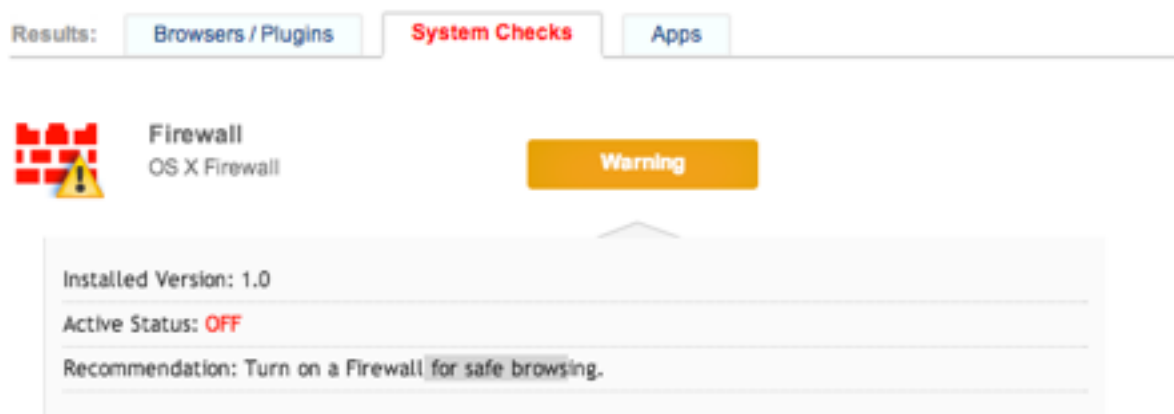 Results: Browsers / Plugins System Checks Apps
Firewall
OS X Firewall
Warning
Installed Version: 1.0
Active Status: OFF
Recommendation: Turn on a Firewall for safe browsing.